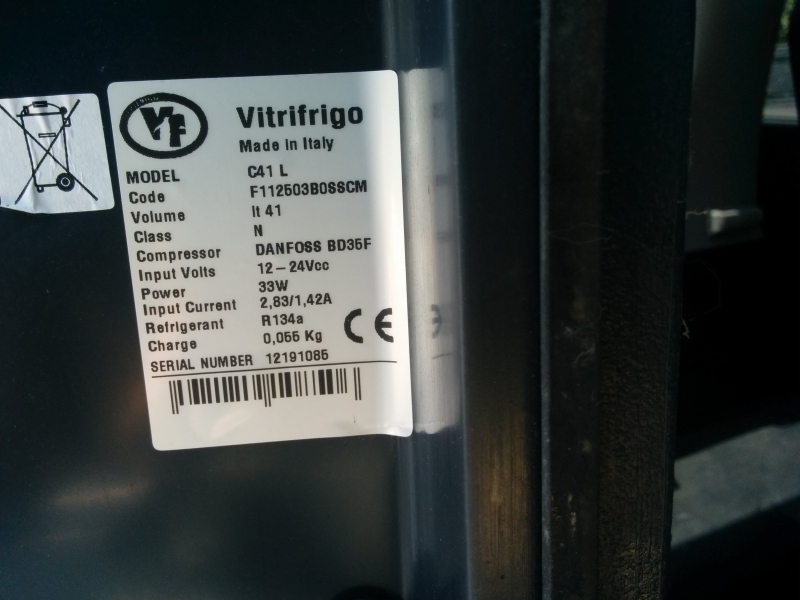 VF
Vitrifrigo
Made in Italy
MODEL C41 L
Code F112503B0SSCM
Volume lt 41
Class N
Compressor DANFOSS BD35F
Input Volts 12-24Vcc
Power 33W
Input Current 2,83/1,42A
Refrigerant R134a
Charge 0,055 Kg
CE
SERIAL NUMBER 12191085